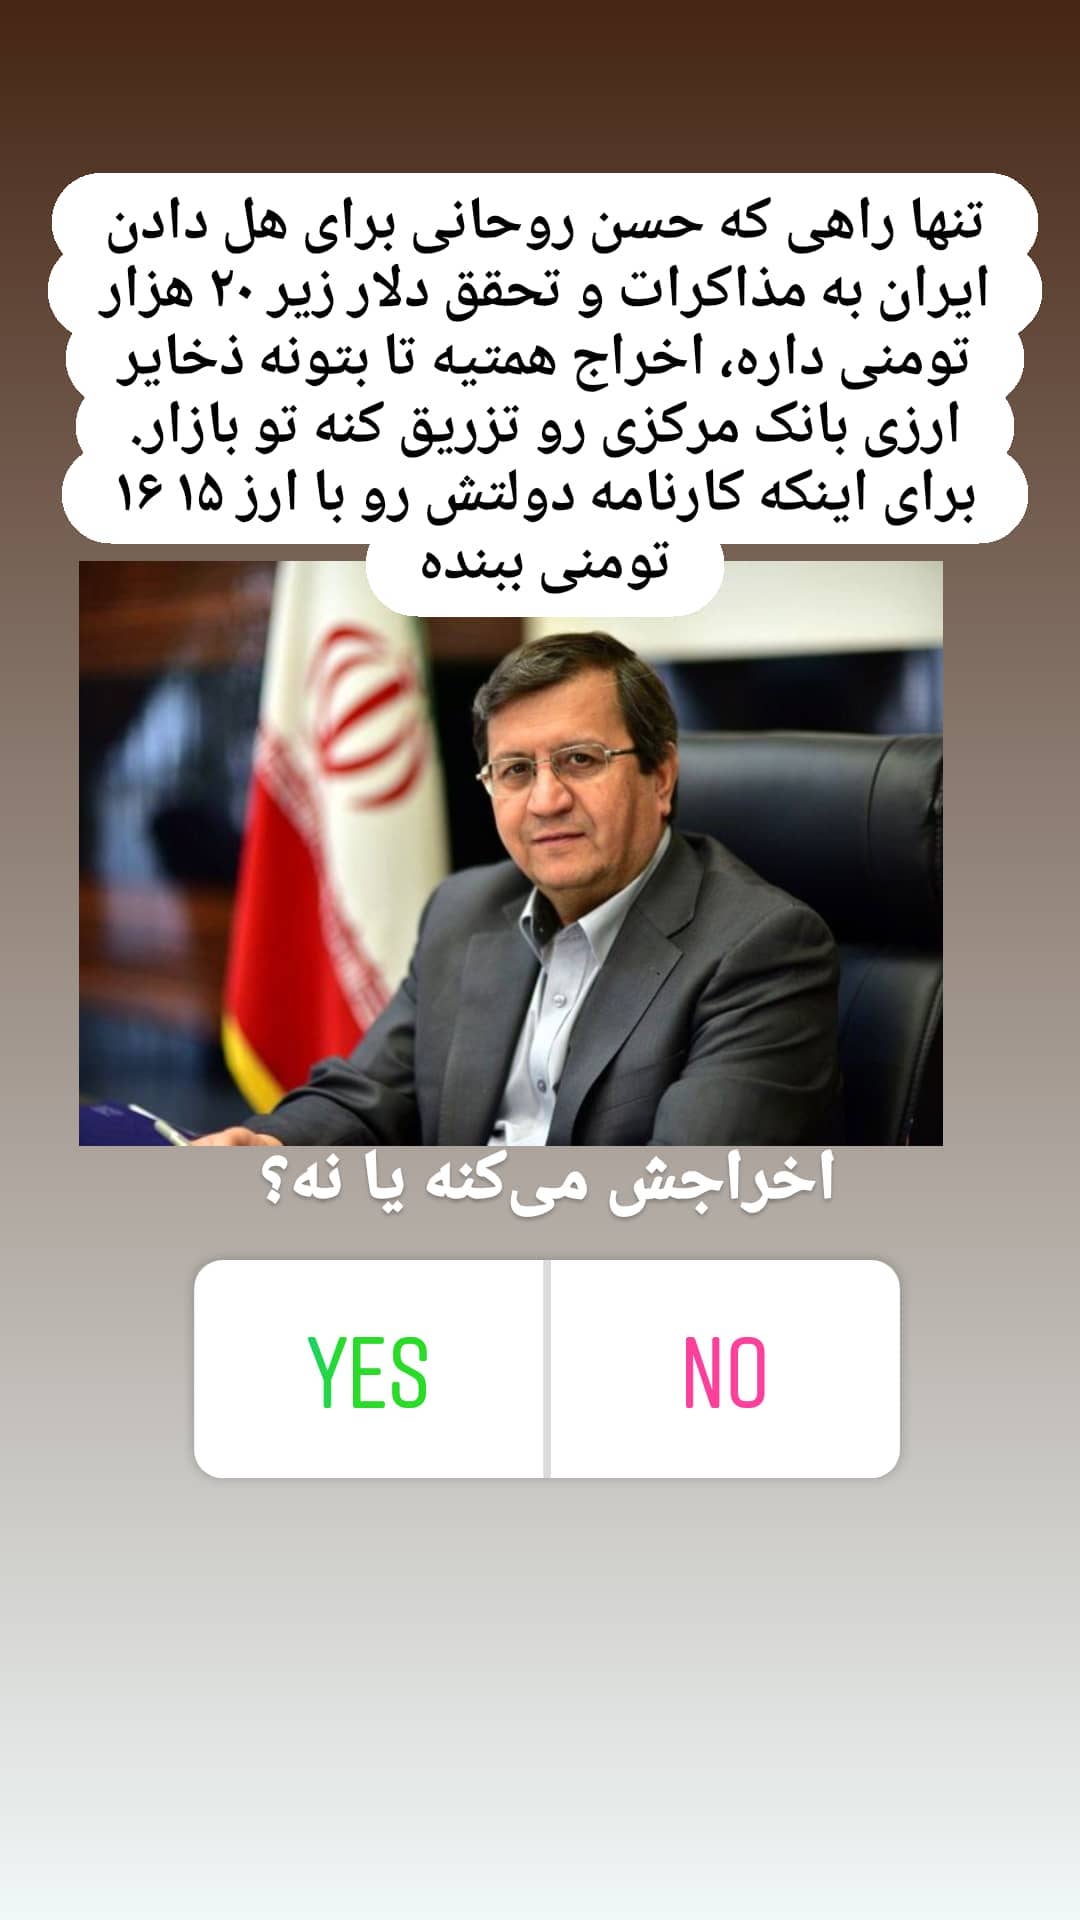 تنها راهی که حسن روحانی برای هل دادن
ایران به مذاکرات و تحقق دلار زیر ۲۰ هزار
تومنی داره، اخراج همتیه تا بتونه ذخایر
ارزی بانک مرکزی رو تزریق کنه تو بازار.
برای اینکه کارنامه دولتش رو با ارز ۱۵ ۱۶
تومنی ببنده
اخراجش می‌کنه یا نه؟
YES
NO